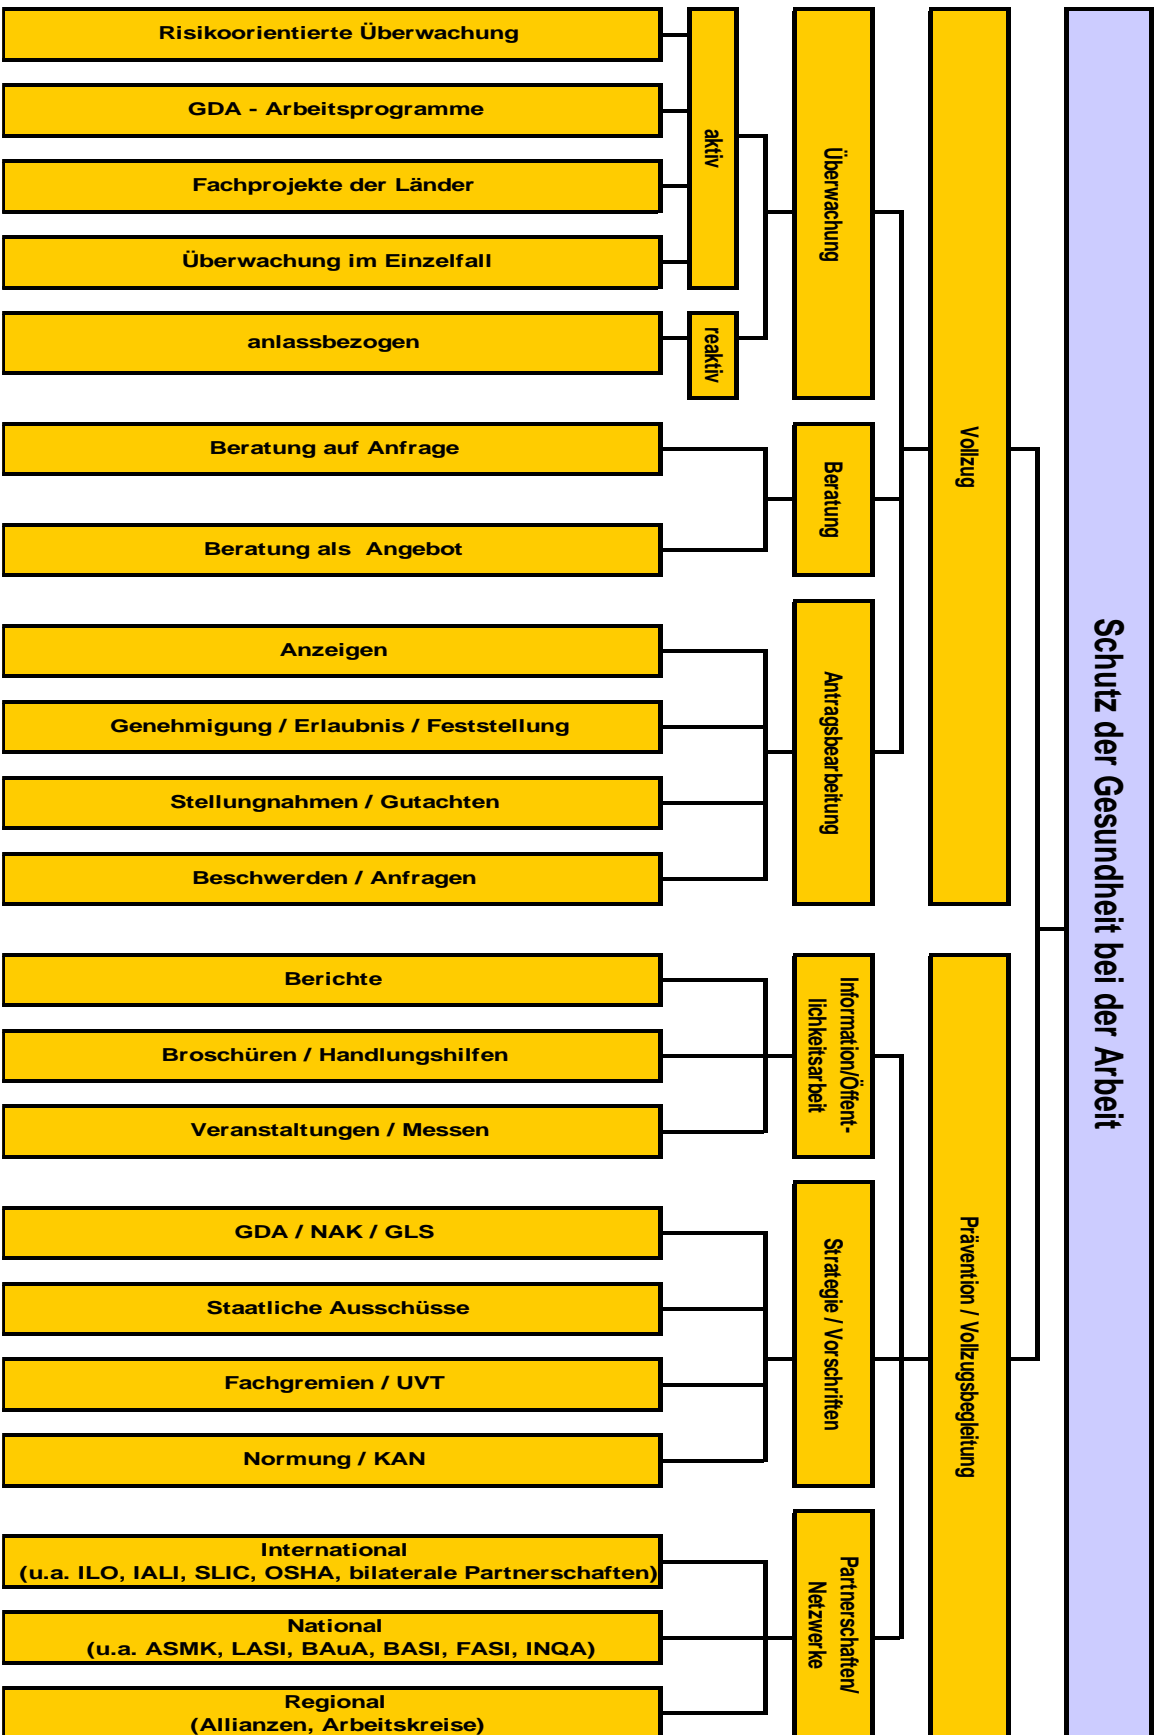 Schutz der Gesundheit bei der Arbeit
Vollzug
Überwachung
aktiv
Risikoorientierte Überwachung
GDA - Arbeitsprogramme
Fachprojekte der Länder
Überwachung im Einzelfall
reaktiv
anlassbezogen
Beratung
Beratung auf Anfrage
Beratung als Angebot
Antragsbearbeitung
Anzeigen
Genehmigung / Erlaubnis / Feststellung
Stellungnahmen / Gutachten
Beschwerden / Anfragen
Prävention / Vollzugsbegleitung
Information/Öffent-
lichkeitsarbeit
Berichte
Broschüren / Handlungshilfen
Veranstaltungen / Messen
Strategie / Vorschriften
GDA / NAK / GLS
Staatliche Ausschüsse
Fachgremien / UVT
Normung / KAN
Partnerschaften/
Netzwerke
International
(u.a. ILO, IALI, SLIC, OSHA, bilaterale Partnerschaften)
National
(u.a. ASMK, LASI, BAuA, BASI, FASI, INQA)
Regional
(Allianzen, Arbeitskreise)